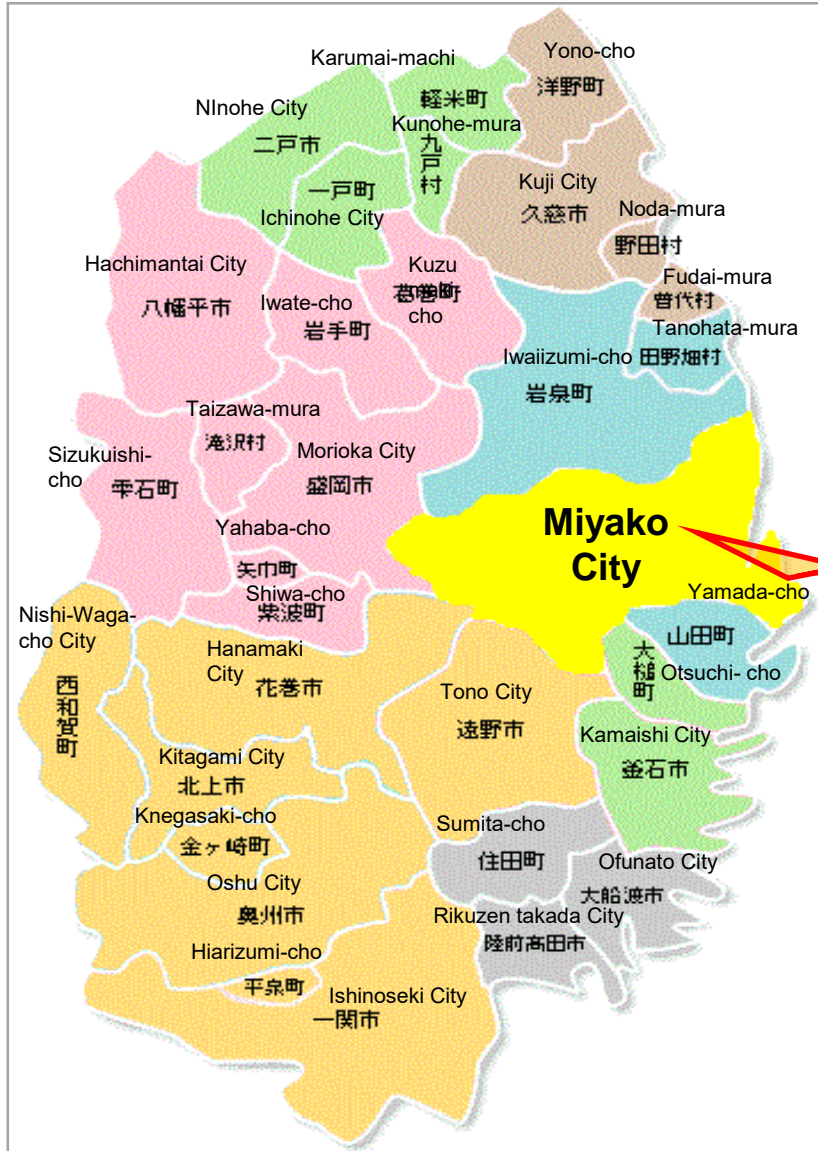 Karumai-machi
Yono-cho
軽米町
洋野町
NInohe City
Kunohe-mura
二戸市
九戸村
一戸町
Ichinohe City
Kuji City
久慈市
Noda-mura
野田村
Hachimantai City
八幡平市
Iwate-cho
岩手町
Kuzu
cho
葛巻町
Fudai-mura
普代村
Tanohata-mura
田野畑村
Iwaiizumi-cho
岩泉町
Taizawa-mura
滝沢村
Morioka City
盛岡市
Sizukuishi-
cho
雫石町
Miyako
City
Yahaba-cho
矢巾町
Shiwa-cho
紫波町
Yamada-cho
山田町
Nishi-Waga-
cho City
西和賀町
Hanamaki
City
花巻市
大槌町
Otsuchi- cho
Tono City
遠野市
Kamaishi City
釜石市
Kitagami City
北上市
Knegasaki-cho
金ヶ崎町
Sumita-cho
住田町
Ofunato City
大船渡市
Oshu City
奥州市
Rikuzen takada City
陸前高田市
Hiarizumi-cho
平泉町
Ishinoseki City
一関市